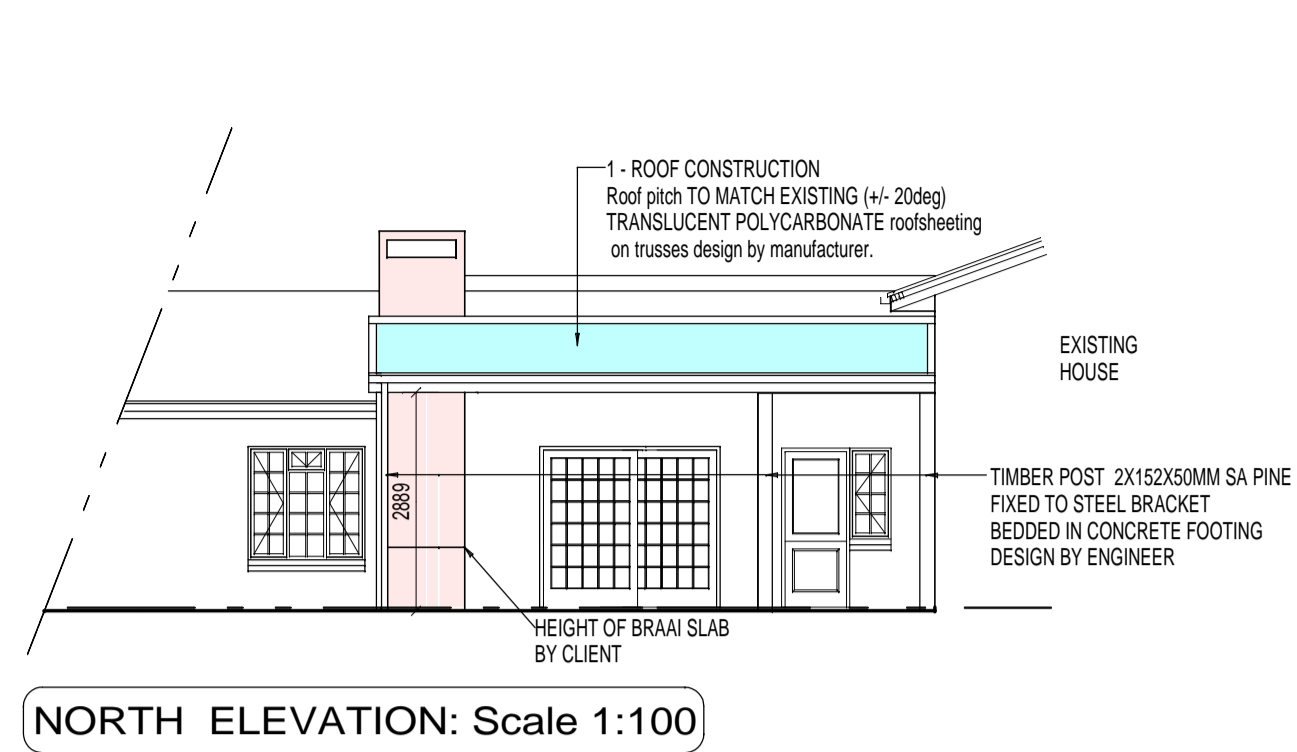 1 - ROOF CONSTRUCTION
Roof pitch TO MATCH EXISTING (+/- 20deg)
TRANSLUCENT POLYCARBONATE roofsheeting
on trusses design by manufacturer.
EXISTING
HOUSE
2889
TIMBER POST 2X152X50MM SA PINE
FIXED TO STEEL BRACKET
BEDDED IN CONCRETE FOOTING
DESIGN BY ENGINEER
HEIGHT OF BRAAI SLAB
BY CLIENT
NORTH ELEVATION: Scale 1:100